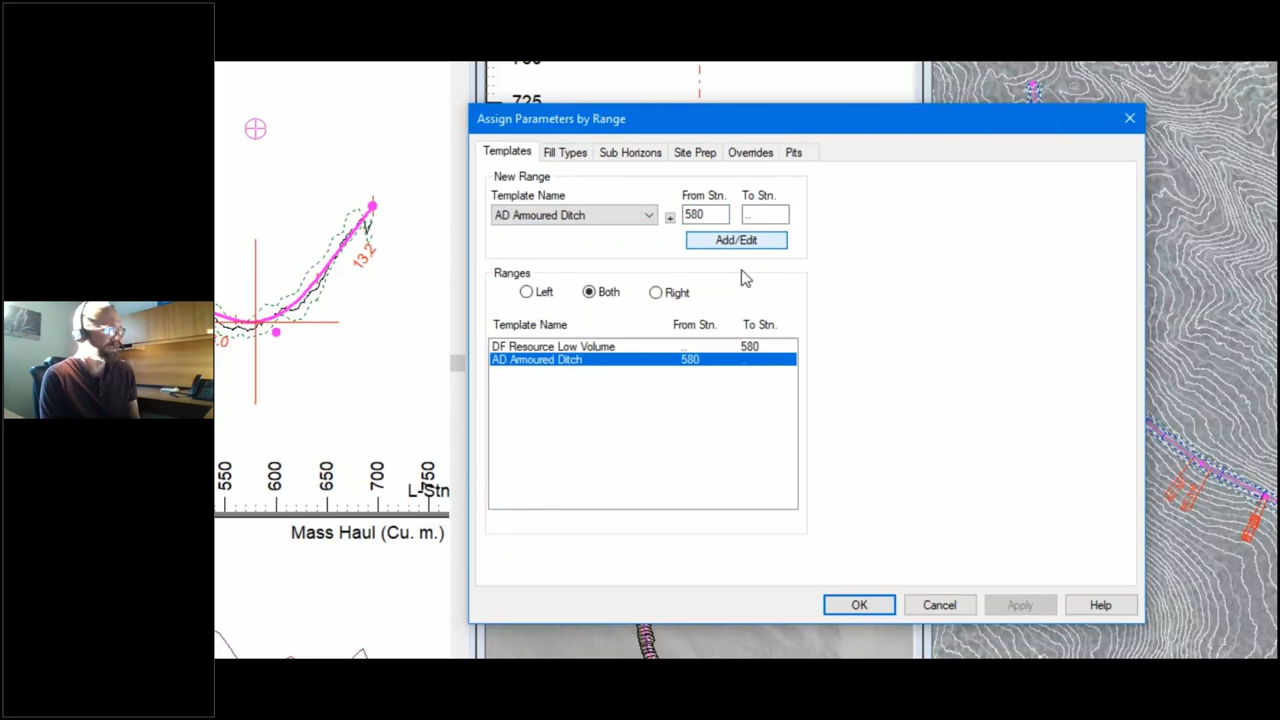 725
Assign Parameters by Range
Templates Fill Types Sub Horizons Site Prep Overrides Pits
New Range
Template Name From Stn. To Stn.
AD Armoured Ditch + 580 ..
Add/Edit
Ranges
Left Both Right
Template Name From Stn. To Stn.
DF Resource Low Volume .. 580
AD Armoured Ditch 580 ..
OK Cancel Apply Help
13.2
.0
550 600 650 700 750
L-Stn
Mass Haul (Cu. m.)